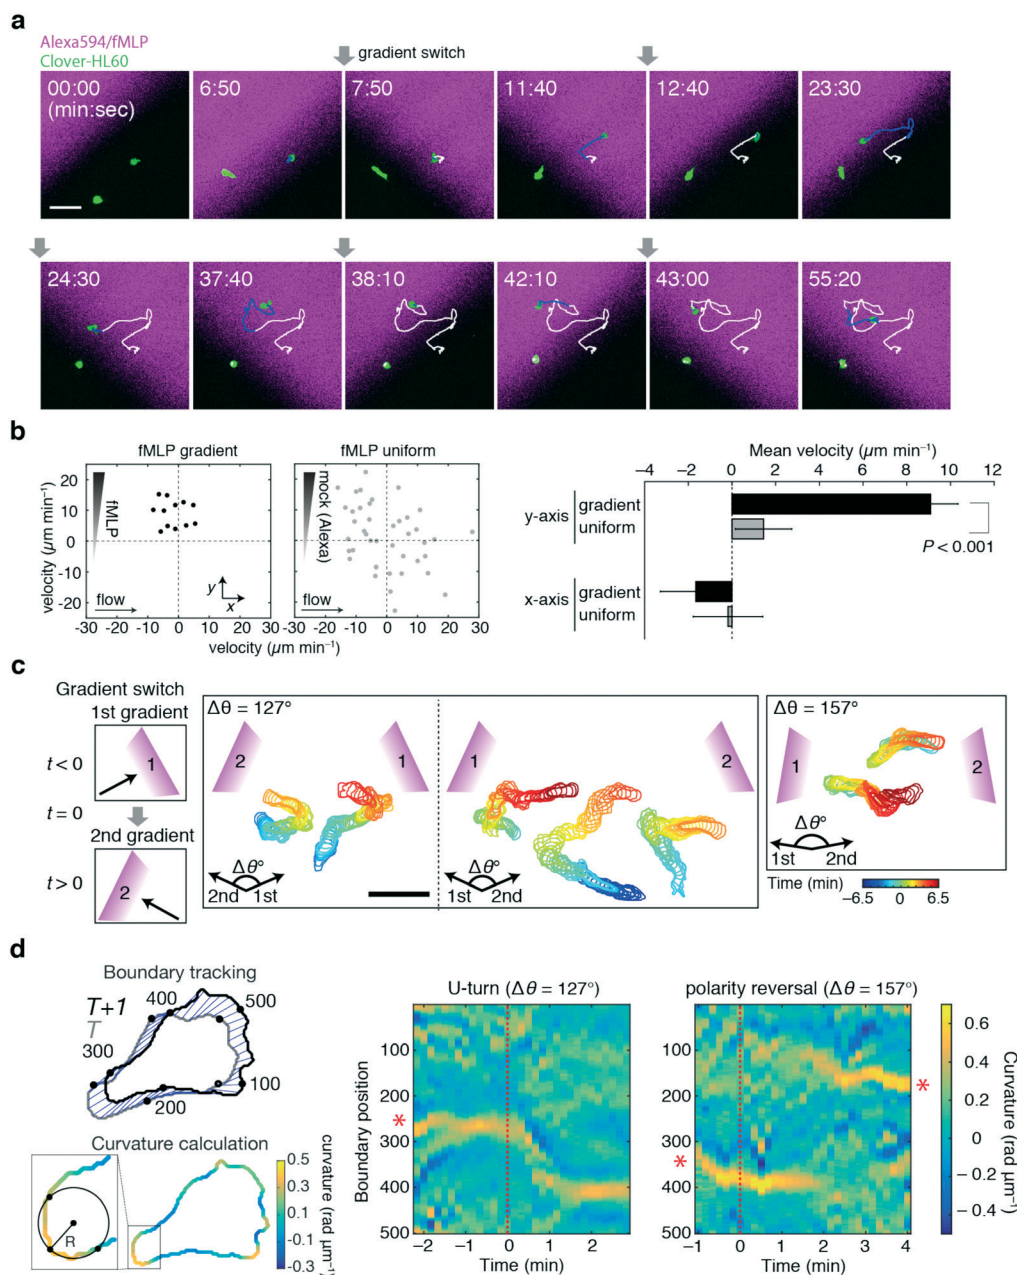 a
Alexa594/fMLP
Clover-HL60
gradient switch
00:00
(min:sec)
6:50
7:50
11:40
12:40
23:30
24:30
37:40
38:10
42:10
43:00
55:20
b
fMLP gradient
fMLP uniform
velocity (µm min⁻¹)
20
10
0
-10
-20
fMLP
mock (Alexa)
y
x
flow
flow
-30 -20 -10 0 10 20 30
-20 -10 0 10 20 30
velocity (µm min⁻¹)
Mean velocity (µm min⁻¹)
−4 −2 0 2 4 6 8 10 12
y-axis
gradient
uniform
P < 0.001
x-axis
gradient
uniform
c
Gradient switch
1st gradient
t < 0
1
t = 0
2nd gradient
t > 0
2
Δθ = 127°
2
1
Δθ°
2nd 1st
1
2
Δθ°
1st 2nd
Δθ = 157°
1
2
Δθ°
1st 2nd
Time (min)
−6.5 0 6.5
d
Boundary tracking
T+1
T
400
500
300
100
200
Curvature calculation
R
curvature (rad µm⁻¹)
0.5
0.3
0.1
-0.1
-0.3
U-turn (Δθ = 127°)
Boundary position
100
200
300
400
500
*
−2 −1 0 1 2
Time (min)
polarity reversal (Δθ = 157°)
100
200
300
400
500
*
*
−1 0 1 2 3 4
Time (min)
0.6
0.4
0.2
0
− 0.2
− 0.4
Curvature (rad µm⁻¹)